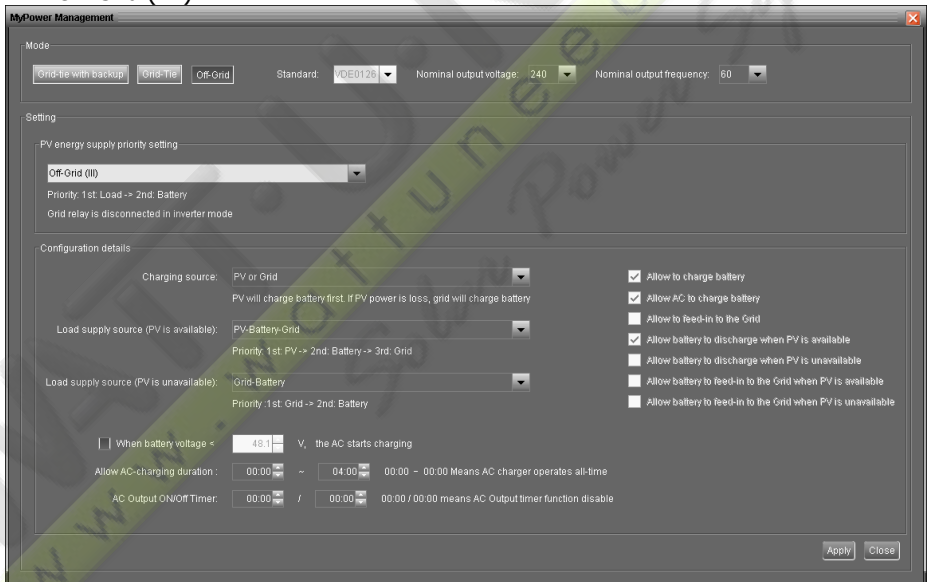 MyPower Management
Mode
Grid-tie with backup Grid-Tie Off-Grid Standard: VDE0126 Nominal output voltage: 240 Nominal output frequency: 60
Setting
PV energy supply priority setting
Off-Grid (III)
Priority: 1st: Load -> 2nd: Battery
Grid relay is disconnected in inverter mode
Configuration details
Charging source: PV or Grid
PV will charge battery first. If PV power is loss, grid will charge battery
Load supply source (PV is available): PV-Battery-Grid
Priority: 1st: PV -> 2nd: Battery -> 3rd: Grid
Load supply source (PV is unavailable): Grid-Battery
Priority :1st: Grid -> 2nd: Battery
Allow to charge battery
Allow AC to charge battery
Allow to feed-in to the Grid
Allow battery to discharge when PV is available
Allow battery to discharge when PV is unavailable
Allow battery to feed-in to the Grid when PV is available
Allow battery to feed-in to the Grid when PV is unavailable
When battery voltage < 48.1 V, the AC starts charging
Allow AC-charging duration : 00:00 ~ 04:00 00:00 - 00:00 Means AC charger operates all-time
AC Output ON/Off Timer: 00:00 / 00:00 00:00 / 00:00 means AC Output timer function disable
Apply Close